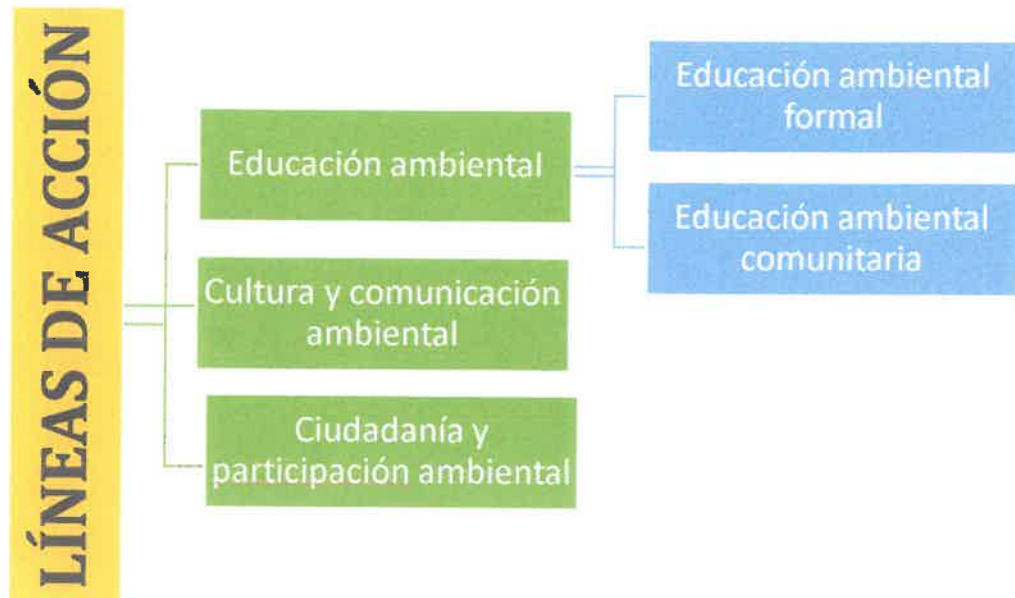 LÍNEAS DE ACCIÓN
Educación ambiental
Cultura y comunicación
ambiental
Ciudadanía y
participación ambiental
Educación ambiental
formal
Educación ambiental
comunitaria